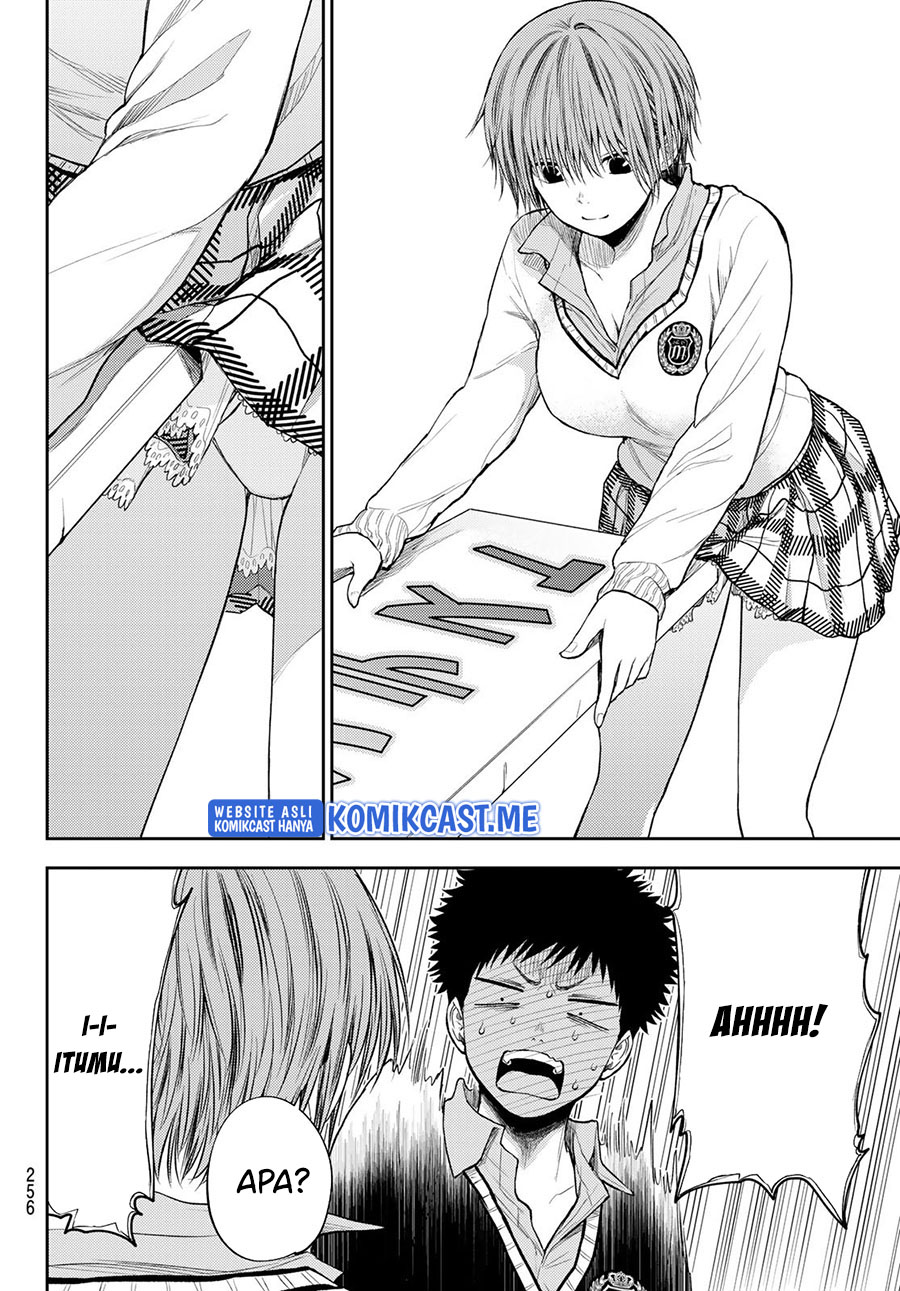 WEBSITE ASLI
KOMIKCAST HANYA
KOMIKCAST.ME
AHHHH!
I-I-
ITUMU...
APA?
256